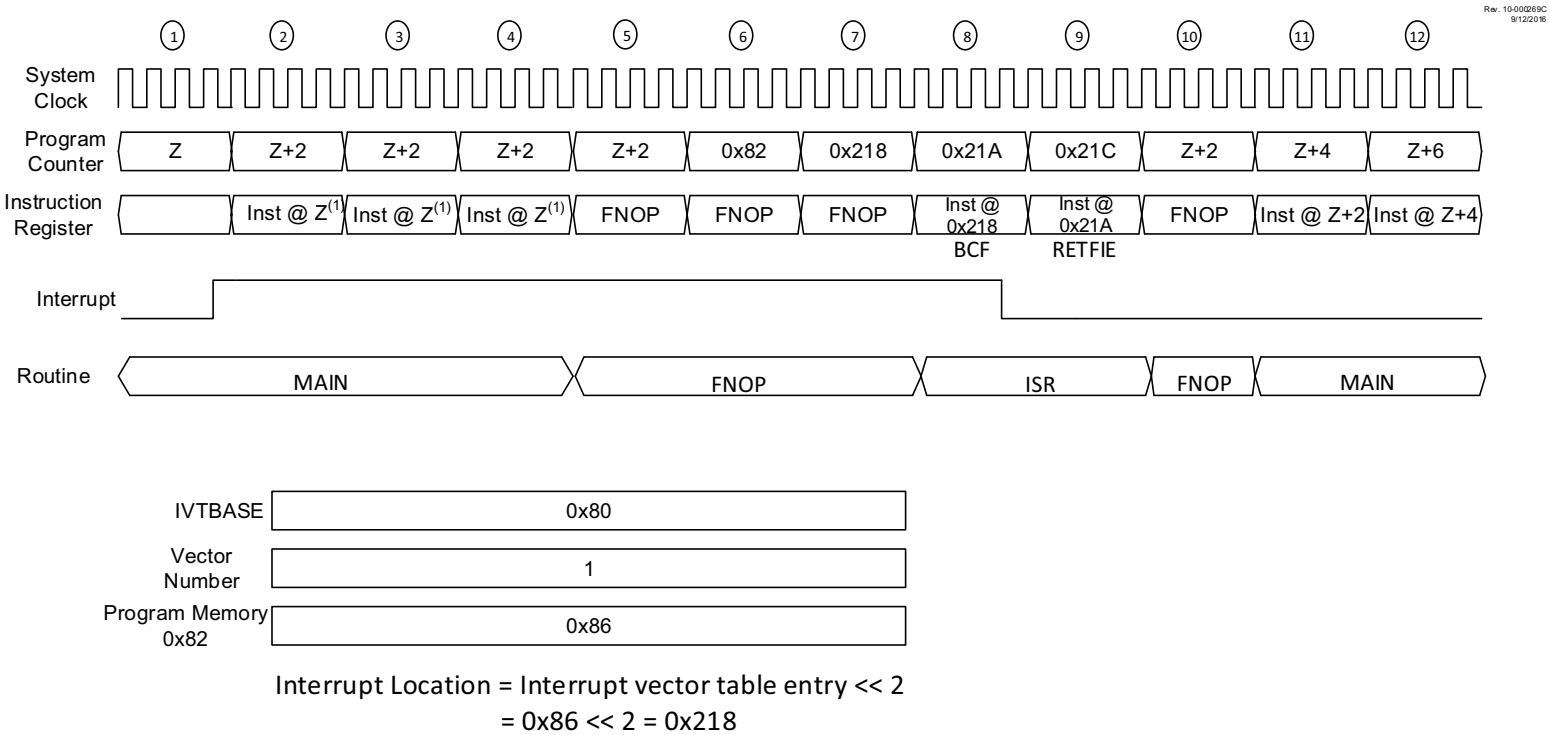 Rev. 10-000269C
9/12/2016
1 2 3 4 5 6 7 8 9 10 11 12
System
Clock
Program
Counter
Z Z+2 Z+2 Z+2 Z+2 0x82 0x218 0x21A 0x21C Z+2 Z+4 Z+6
Instruction
Register
Inst @ Z(1) Inst @ Z(1) Inst @ Z(1) FNOP FNOP FNOP
Inst @
0x218
BCF
Inst @
0x21A
RETFIE
FNOP Inst @ Z+2 Inst @ Z+4
Interrupt
Routine
MAIN FNOP ISR FNOP MAIN
IVTBASE
0x80
Vector
Number
1
Program Memory
0x82
0x86
Interrupt Location = Interrupt vector table entry << 2
= 0x86 << 2 = 0x218